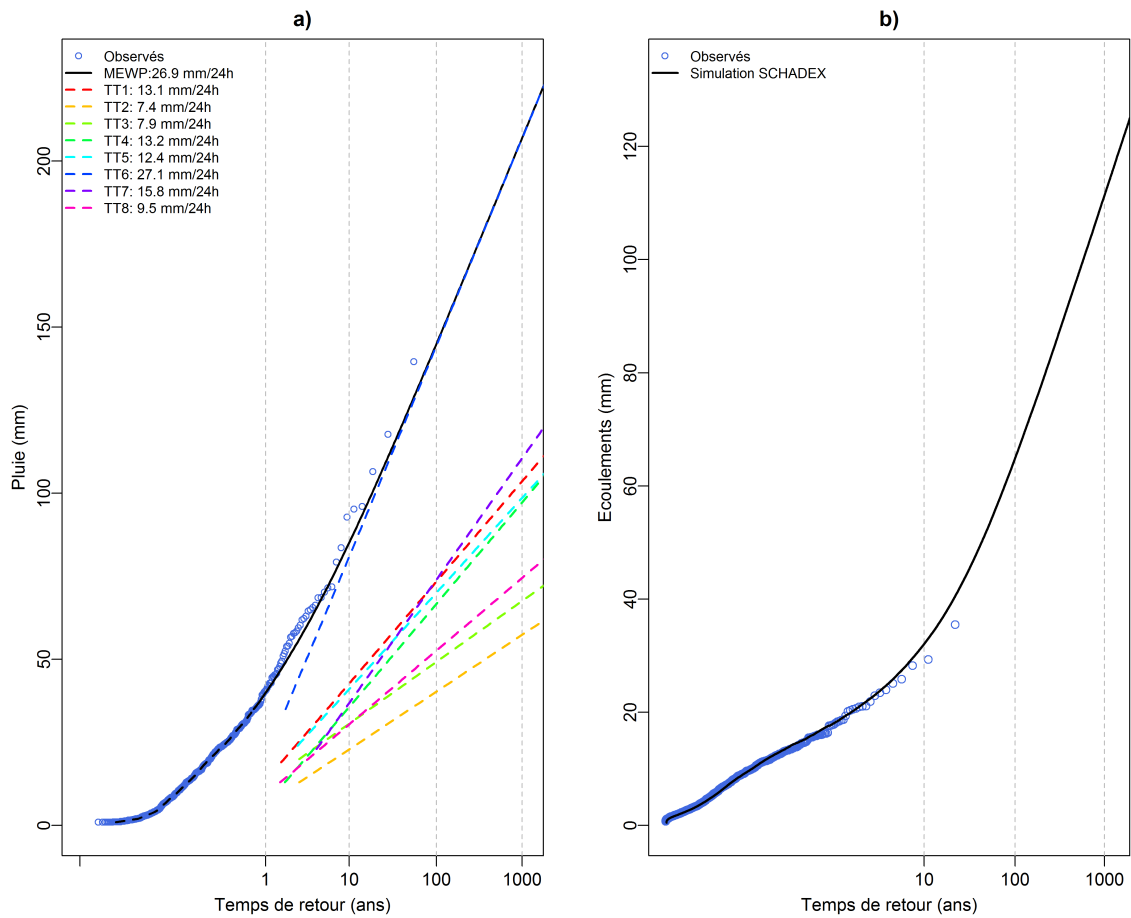 a)
Observés
MEWP:26.9 mm/24h
TT1: 13.1 mm/24h
TT2: 7.4 mm/24h
TT3: 7.9 mm/24h
TT4: 13.2 mm/24h
TT5: 12.4 mm/24h
TT6: 27.1 mm/24h
TT7: 15.8 mm/24h
TT8: 9.5 mm/24h
Pluie (mm)
200
150
100
50
0
1 10 100 1000
Temps de retour (ans)
b)
Observés
Simulation SCHADEX
Ecoulements (mm)
120
100
80
60
40
20
0
10 100 1000
Temps de retour (ans)